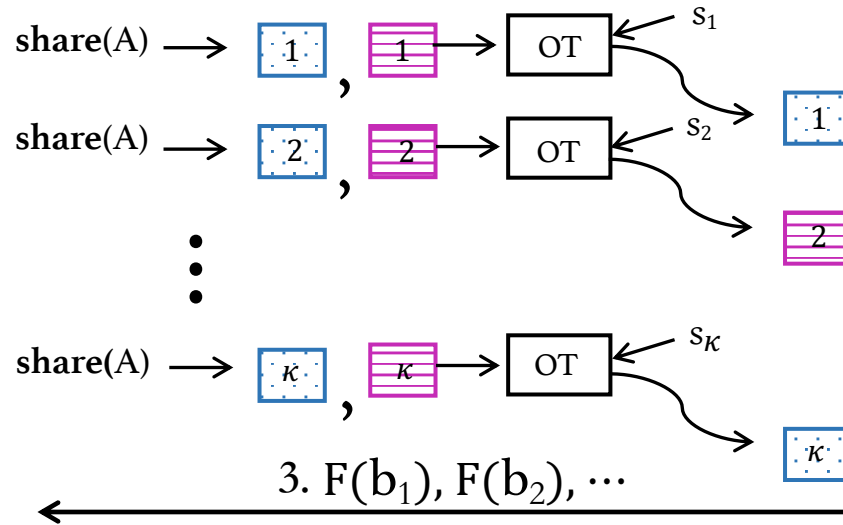 share(A) 1 , 1 OT s₁
1
share(A) 2 , 2 OT s₂
2
⋮
share(A) κ , κ OT sκ
κ
3. F(b₁), F(b₂), ⋯